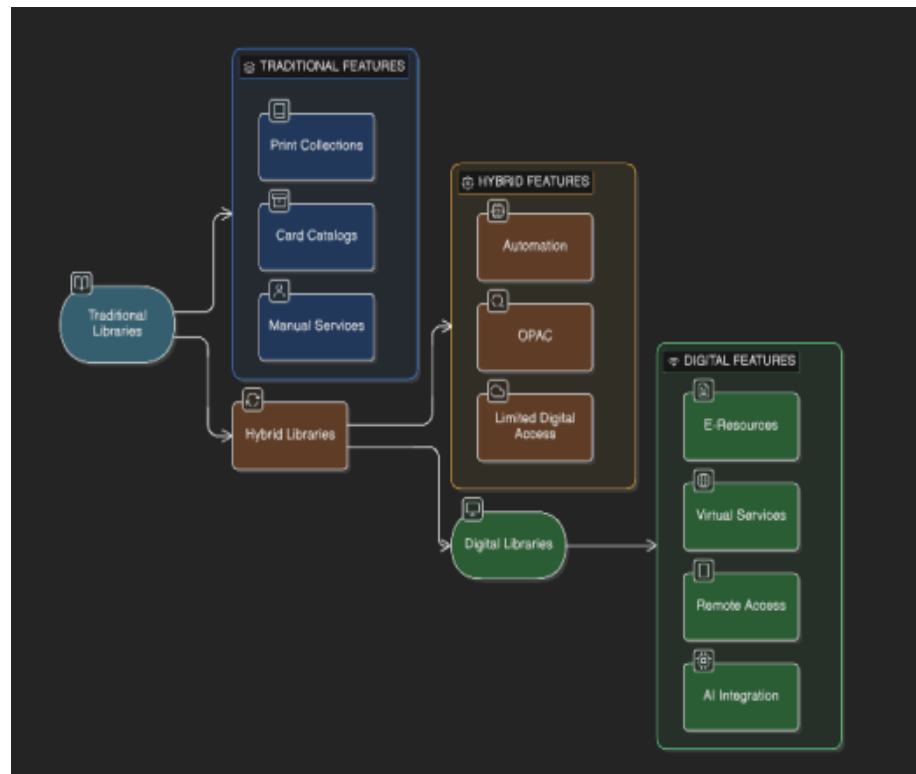 TRADITIONAL FEATURES
Print Collections
Card Catalogs
Manual Services
Traditional
Libraries
Hybrid Libraries
HYBRID FEATURES
Automation
OPAC
Limited Digital
Access
Digital Libraries
DIGITAL FEATURES
E-Resources
Virtual Services
Remote Access
AI Integration